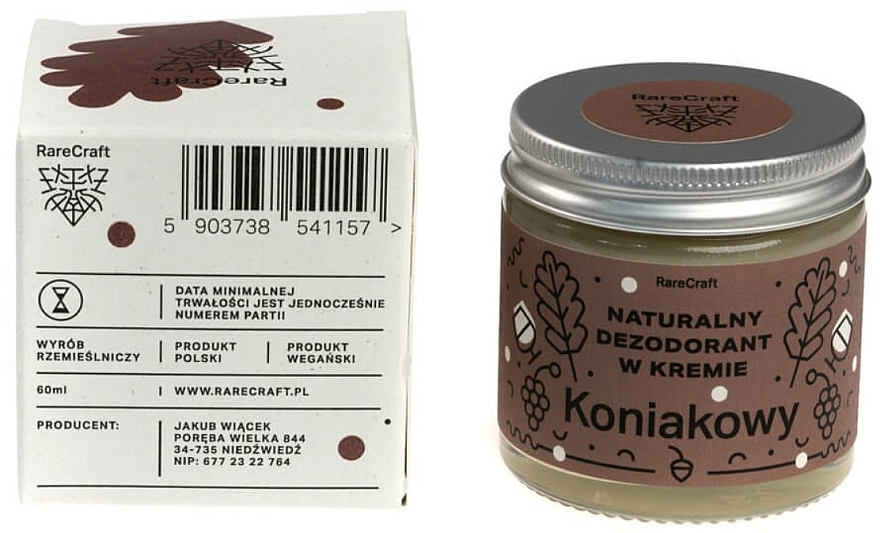 RareCraft
RareCraft
5 903738 541157 >
DATA MINIMALNEJ
TRWAŁOŚCI JEST JEDNOCZEŚNIE
NUMEREM PARTII
WYRÓB
RZEMIEŚLNICZY
PRODUKT
POLSKI
PRODUKT
WEGAŃSKI
60ml
WWW.RARECRAFT.PL
PRODUCENT:
JAKUB WIĄCEK
PORĘBA WIELKA 844
34-735 NIEDŹWIEDŹ
NIP: 677 23 22 764
RareCraft
RareCraft
NATURALNY
DEZODORANT
W KREMIE
Koniakowy